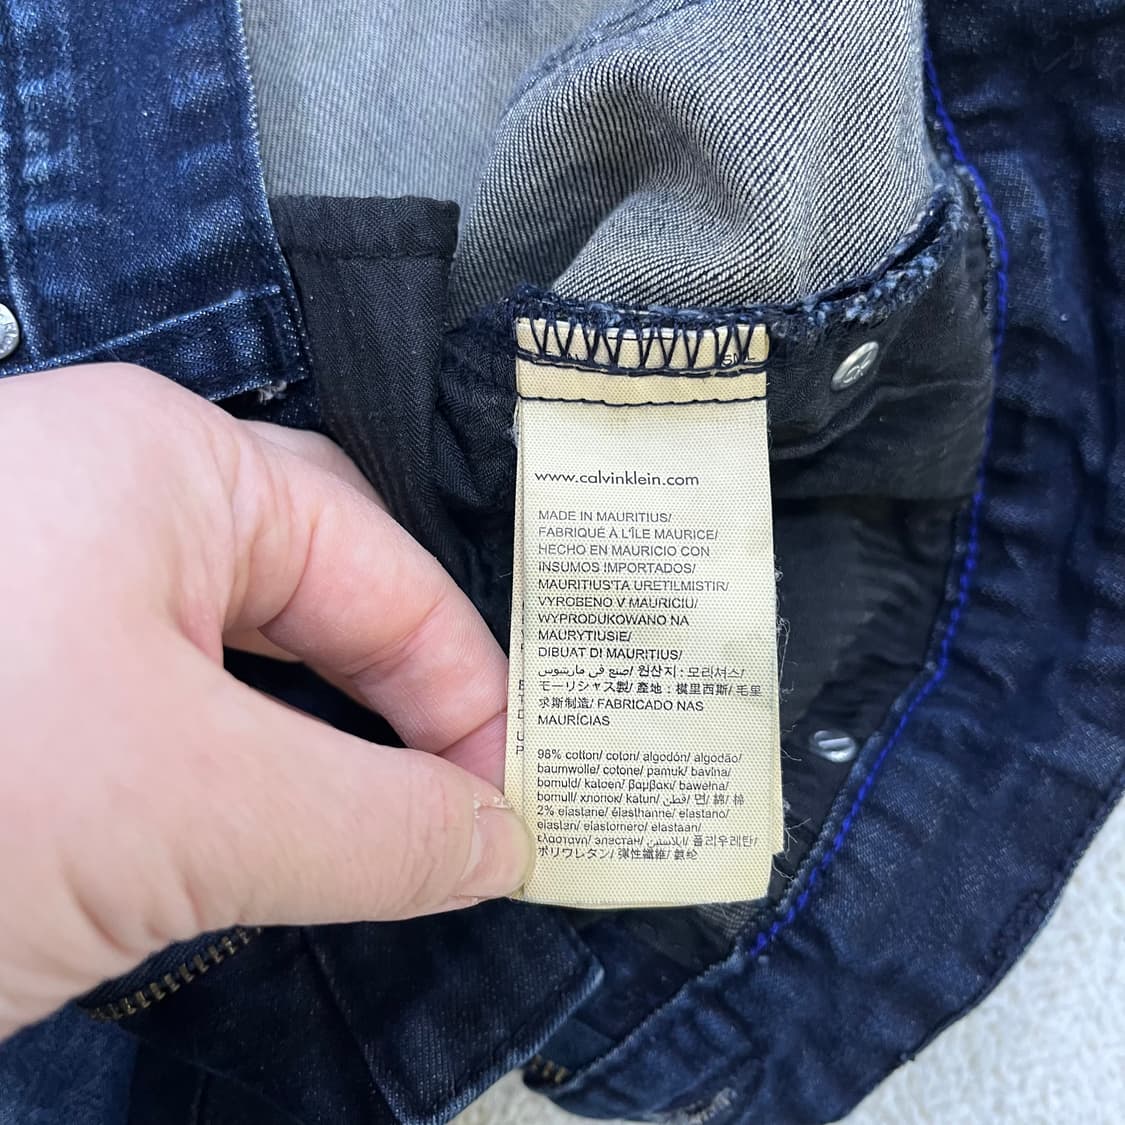 www.calvinklein.com
MADE IN MAURITIUS/
FABRIQUÉ À L'ÎLE MAURICE/
HECHO EN MAURICIO CON
INSUMOS IMPORTADOS/
MAURITIUS'TA URETILMISTIR/
VYROBENO V MAURICIU/
WYPRODUKOWANO NA
MAURYTIUSIE/
DIBUAT DI MAURITIUS/
صنع في ماريتيوس/ 원산지 : 모리셔스/
モーリシャス製/ 產地 : 模里西斯/ 毛里
求斯制造/ FABRICADO NAS
MAURÍCIAS
98% cotton/ coton/ algodón/ algodão/
baumwolle/ cotone/ pamuk/ bavlna/
bomuld/ katoen/ βαμβακι/ bawełna/
bomull/ хлопок/ katun/ قطن/ 면/ 綿/ 棉
2% elastane/ élasthanne/ elastano/
elastan/ elastomero/ elastaan/
ελαστανη/ эластан/ ايلاستين/ 폴리우레탄/
ポリウレタン/ 彈性纖維/ 氨纶